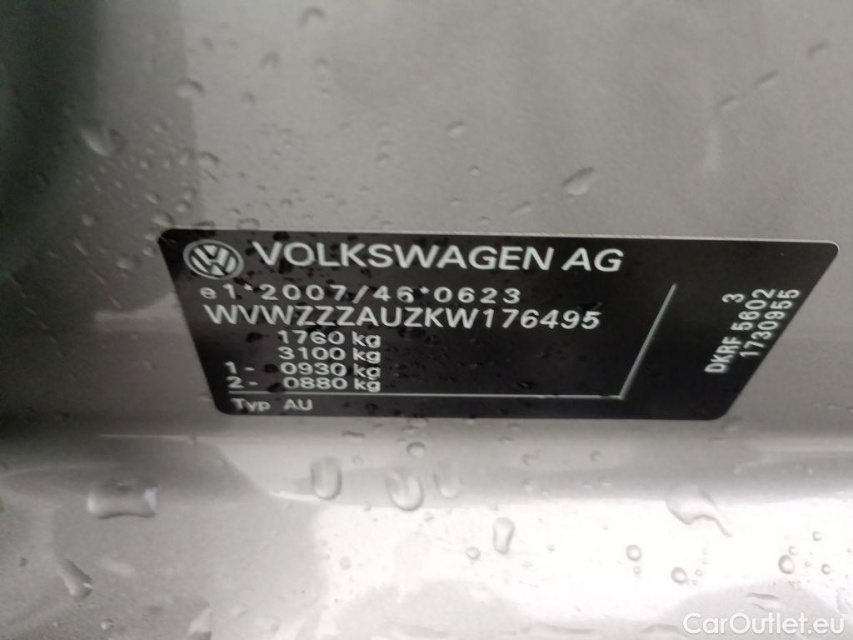 VOLKSWAGEN AG
e1*2007/46*0623
WVWZZZAUZKW176495
1760 kg
3100 kg
1- 0930 kg
2- 0880 kg
Typ AU
3
DKRF 5602
1730955
CarOutlet.eu